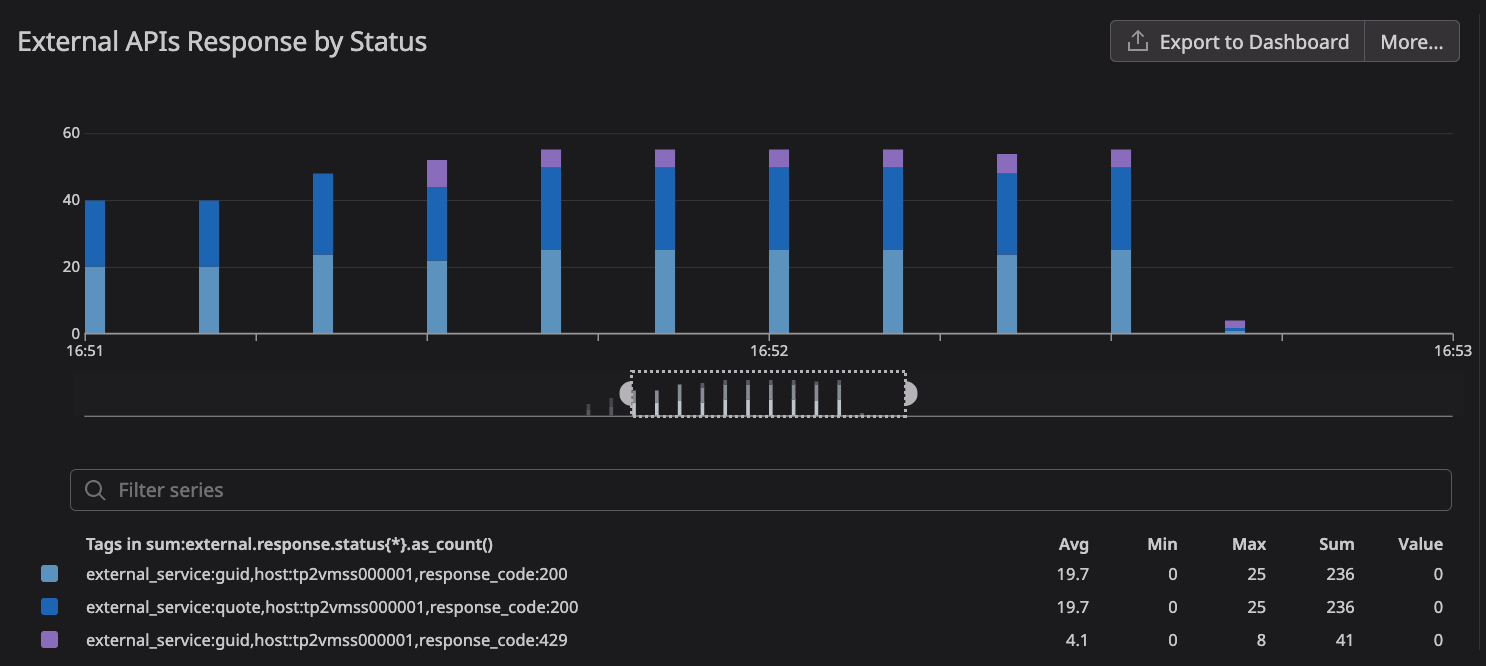 External APIs Response by Status
Export to Dashboard More...
60
40
20
0
16:51 16:52 16:53
Filter series
Tags in sum:external.response.status{*}.as_count() Avg Min Max Sum Value
external_service:guid,host:tp2vmss000001,response_code:200 19.7 0 25 236 0
external_service:quote,host:tp2vmss000001,response_code:200 19.7 0 25 236 0
external_service:guid,host:tp2vmss000001,response_code:429 4.1 0 8 41 0